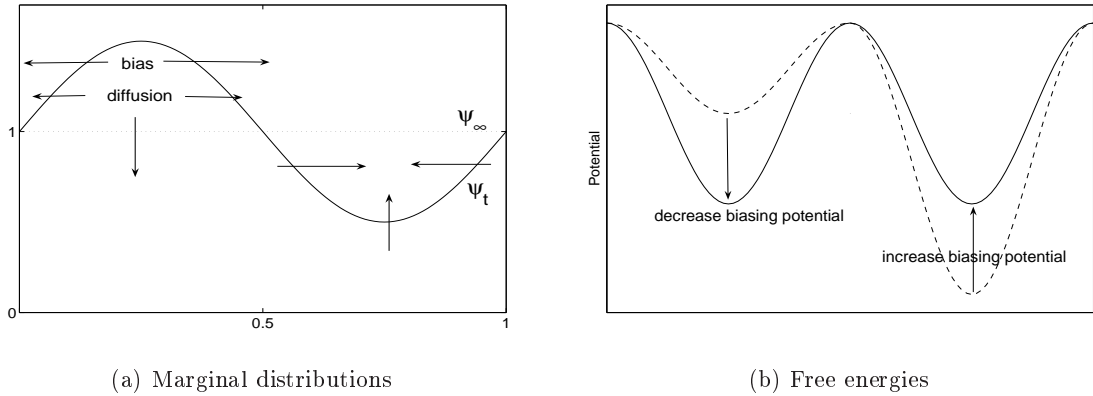 bias
diffusion
ψ∞
1
ψt
0
0
0.5
1
(a) Marginal distributions
Potential
decrease biasing potential
increase biasing potential
(b) Free energies